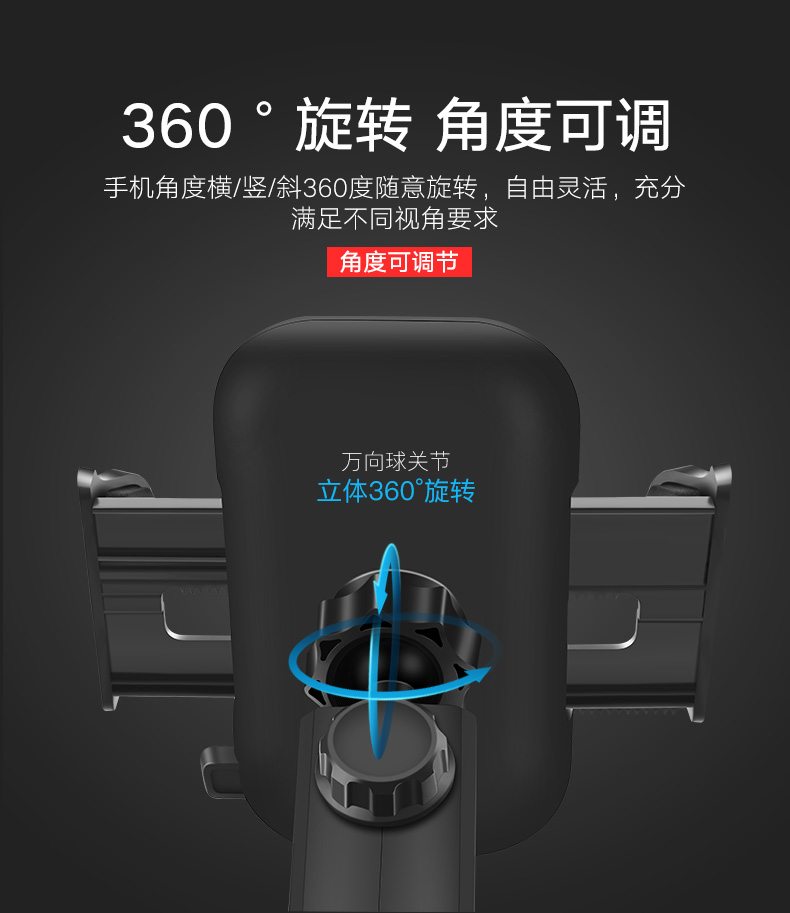 360 ° 旋转 角度可调
手机角度横/竖/斜360度随意旋转，自由灵活，充分
满足不同视角要求
角度可调节
万向球关节
立体360°旋转